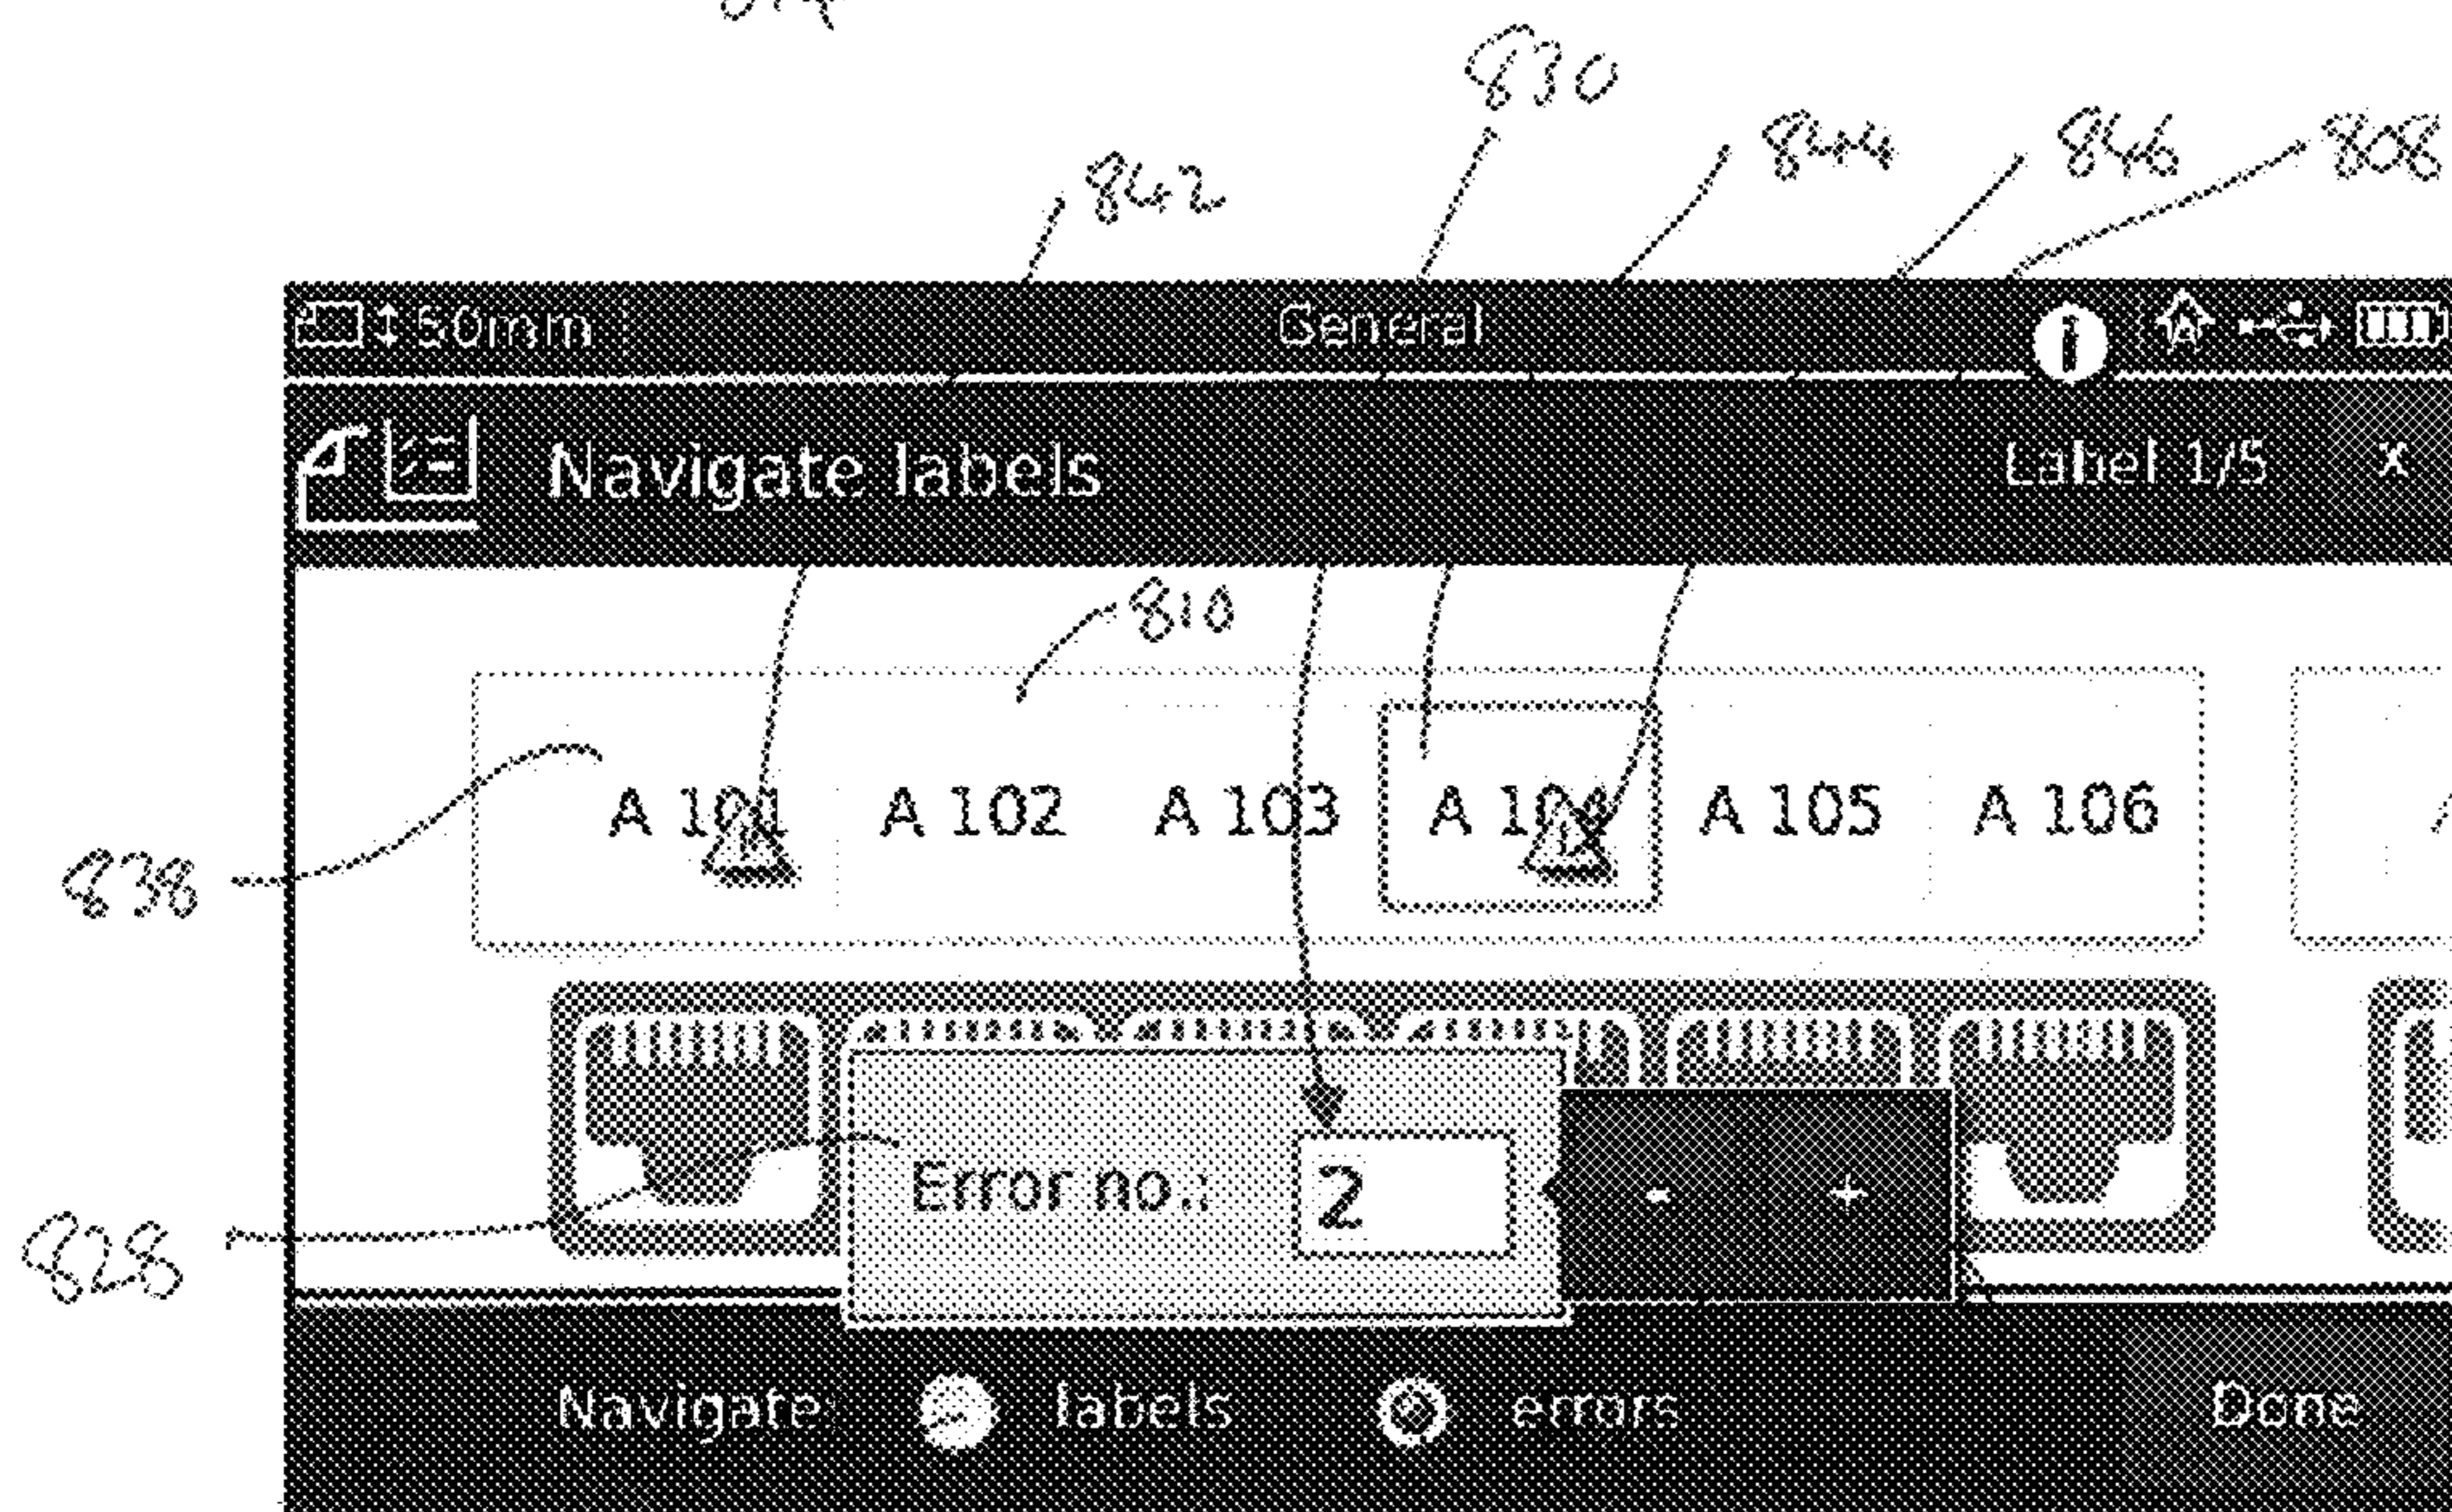 830
842 844 846 808
50mm General i
Navigate labels Label 1/5 x
810
A 101 A 102 A 103 A 104 A 105 A 106
838
Error no.: 2 - +
828
Navigate: labels errors Done